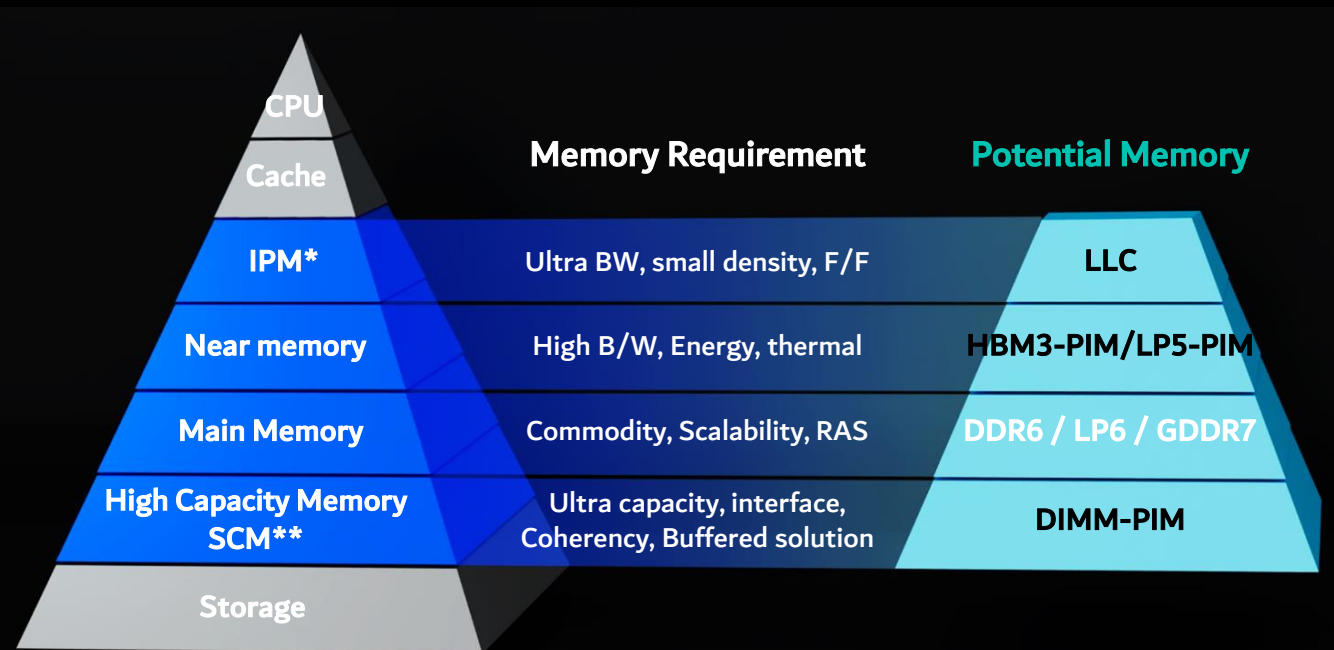 CPU
Cache
Memory Requirement
Potential Memory
IPM*
Ultra BW, small density, F/F
LLC
Near memory
High B/W, Energy, thermal
HBM3-PIM/LP5-PIM
Main Memory
Commodity, Scalability, RAS
DDR6 / LP6 / GDDR7
High Capacity Memory
SCM**
Ultra capacity, interface,
Coherency, Buffered solution
DIMM-PIM
Storage